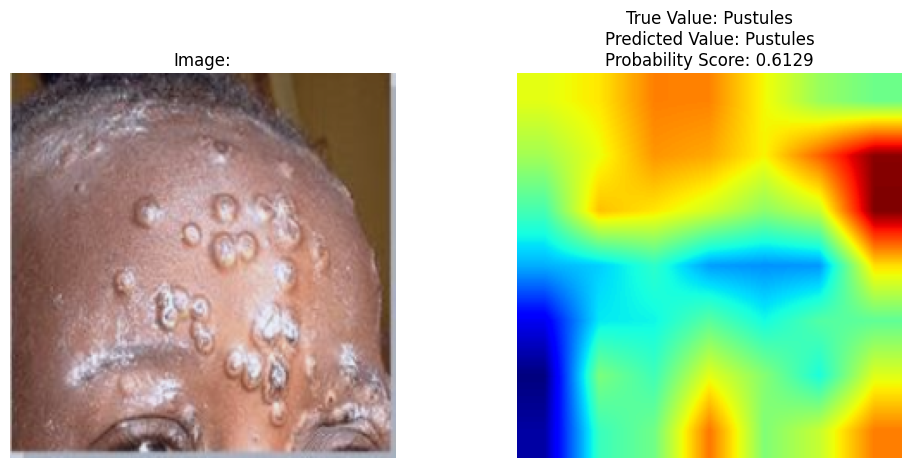 Image:
True Value: Pustules
Predicted Value: Pustules
Probability Score: 0.6129